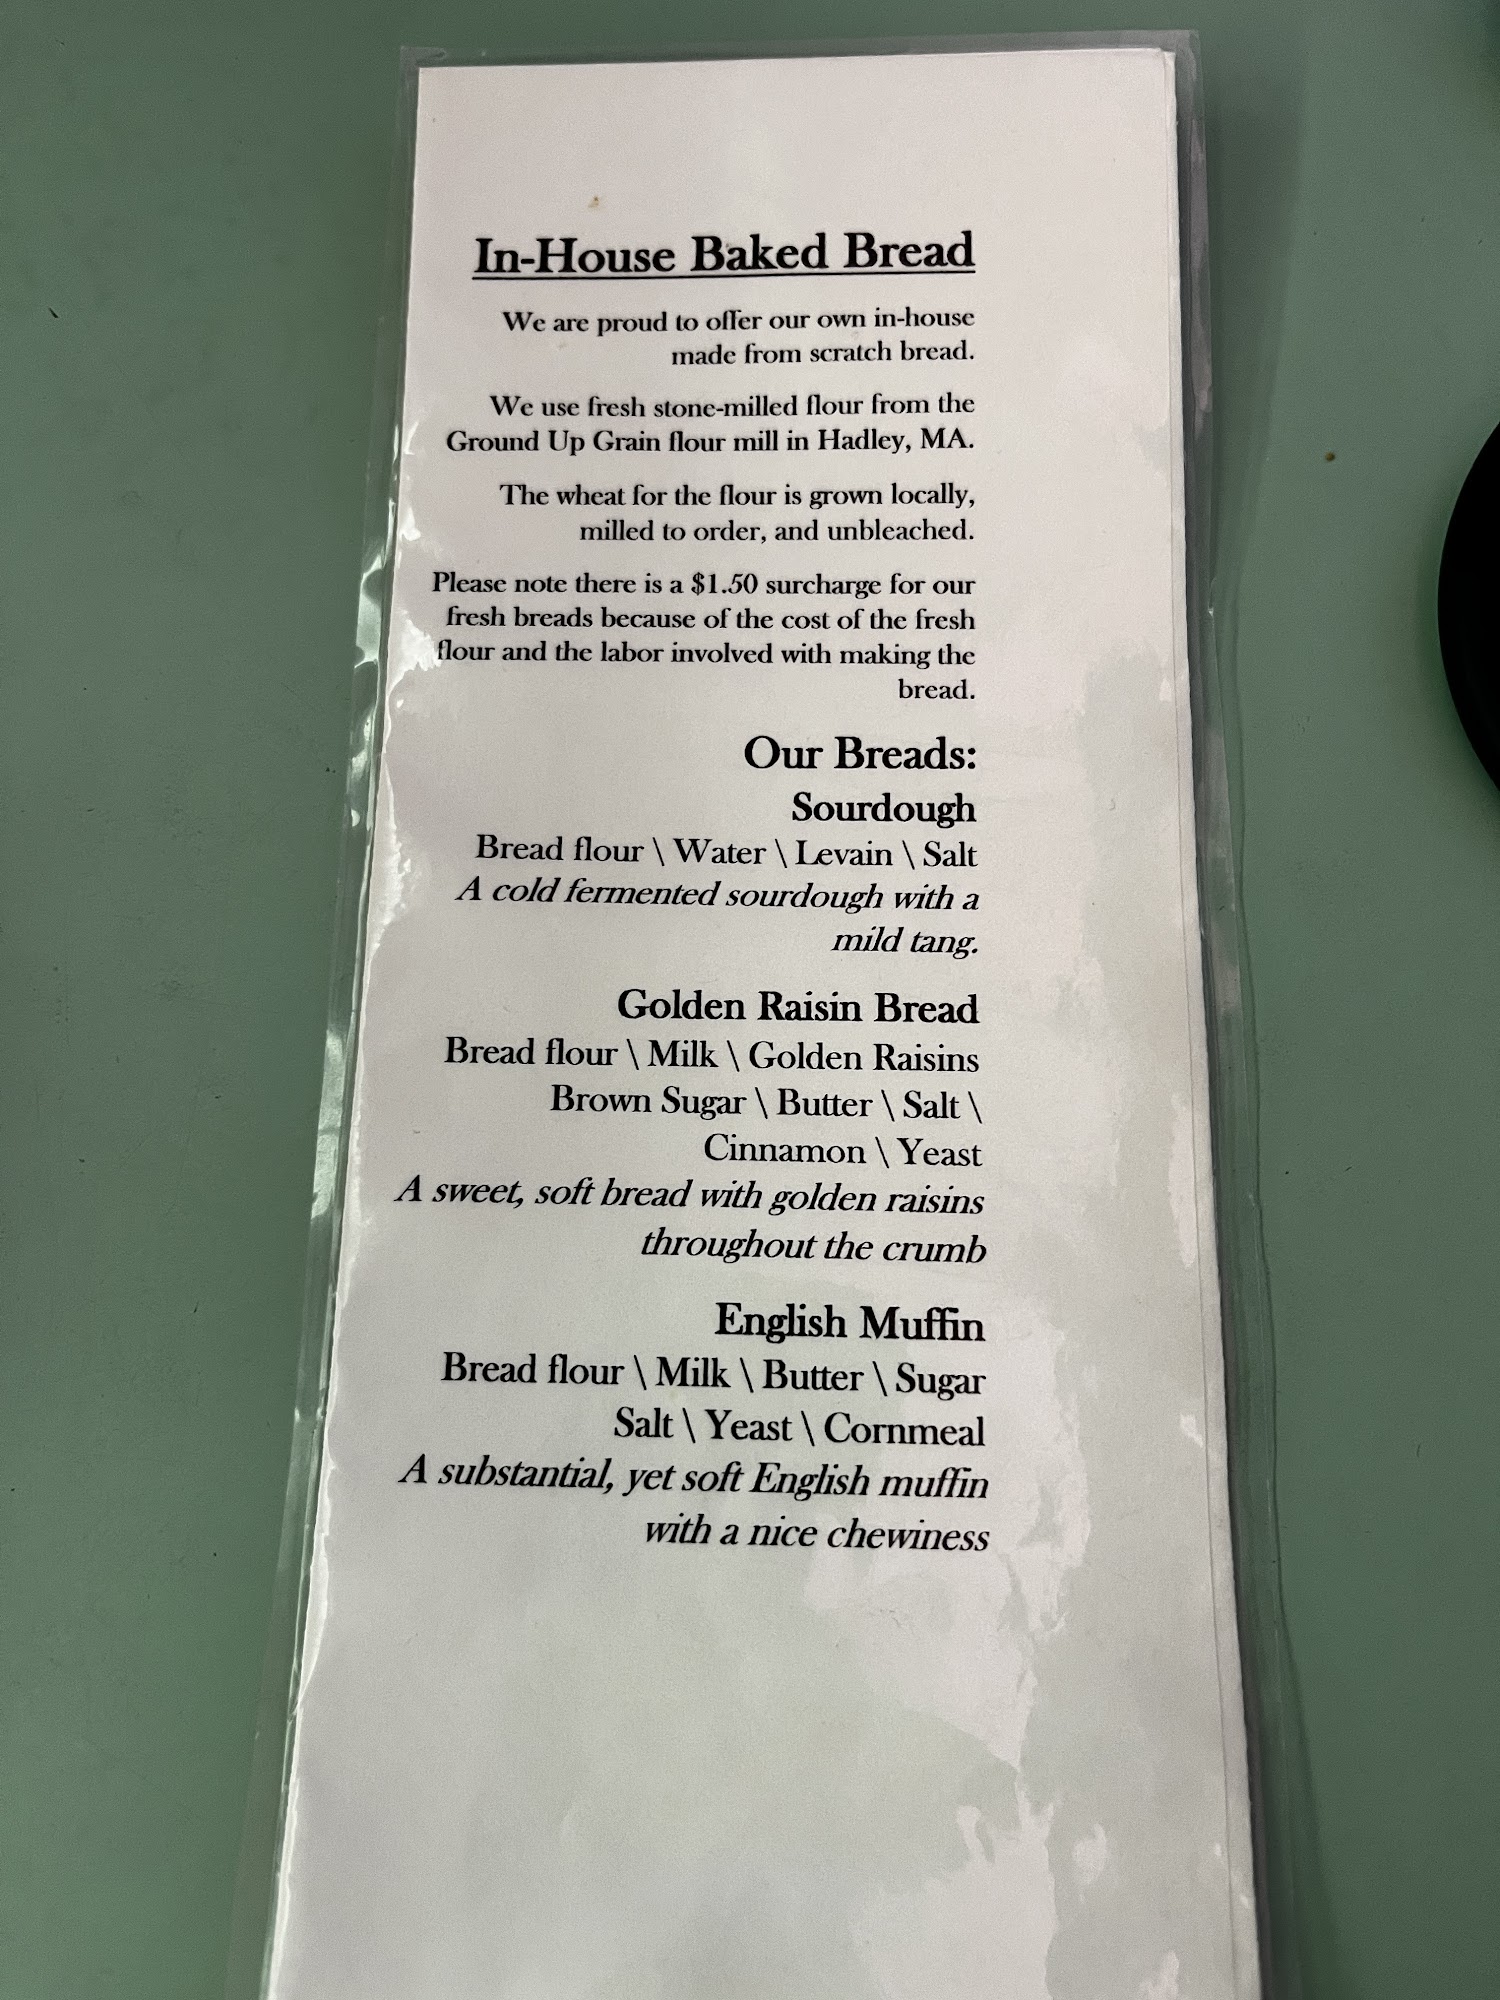 In-House Baked Bread
We are proud to offer our own in-house
made from scratch bread.
We use fresh stone-milled flour from the
Ground Up Grain flour mill in Hadley, MA.
The wheat for the flour is grown locally,
milled to order, and unbleached.
Please note there is a $1.50 surcharge for our
fresh breads because of the cost of the fresh
flour and the labor involved with making the
bread.
Our Breads:
Sourdough
Bread flour \ Water \ Levain \ Salt
A cold fermented sourdough with a
mild tang.
Golden Raisin Bread
Bread flour \ Milk \ Golden Raisins
Brown Sugar \ Butter \ Salt \
Cinnamon \ Yeast
A sweet, soft bread with golden raisins
throughout the crumb
English Muffin
Bread flour \ Milk \ Butter \ Sugar
Salt \ Yeast \ Cornmeal
A substantial, yet soft English muffin
with a nice chewiness